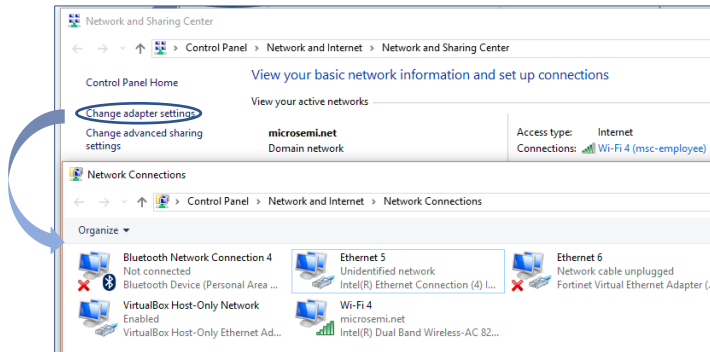 Network and Sharing Center
Control Panel > Network and Internet > Network and Sharing Center
Control Panel Home
View your basic network information and set up connections
View your active networks
Change adapter settings
Change advanced sharing
settings
microsemi.net
Domain network
Access type: Internet
Connections: Wi-Fi 4 (msc-employee)
Network Connections
Control Panel > Network and Internet > Network Connections
Organize
Bluetooth Network Connection 4
Not connected
Bluetooth Device (Personal Area ...
Ethernet 5
Unidentified network
Intel(R) Ethernet Connection (4) I...
Ethernet 6
Network cable unplugged
Fortinet Virtual Ethernet Adapter (.
VirtualBox Host-Only Network
Enabled
VirtualBox Host-Only Ethernet Ad...
Wi-Fi 4
microsemi.net
Intel(R) Dual Band Wireless-AC 82...